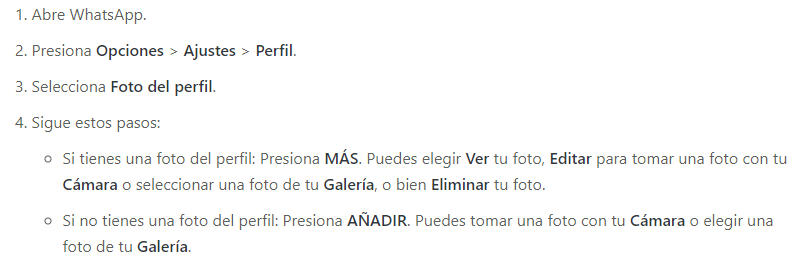 1. Abre WhatsApp.
2. Presiona Opciones > Ajustes > Perfil.
3. Selecciona Foto del perfil.
4. Sigue estos pasos:
Si tienes una foto del perfil: Presiona MÁS. Puedes elegir Ver tu foto, Editar para tomar una foto con tu
Cámara o seleccionar una foto de tu Galería, o bien Eliminar tu foto.
Si no tienes una foto del perfil: Presiona AÑADIR. Puedes tomar una foto con tu Cámara o elegir una
foto de tu Galería.